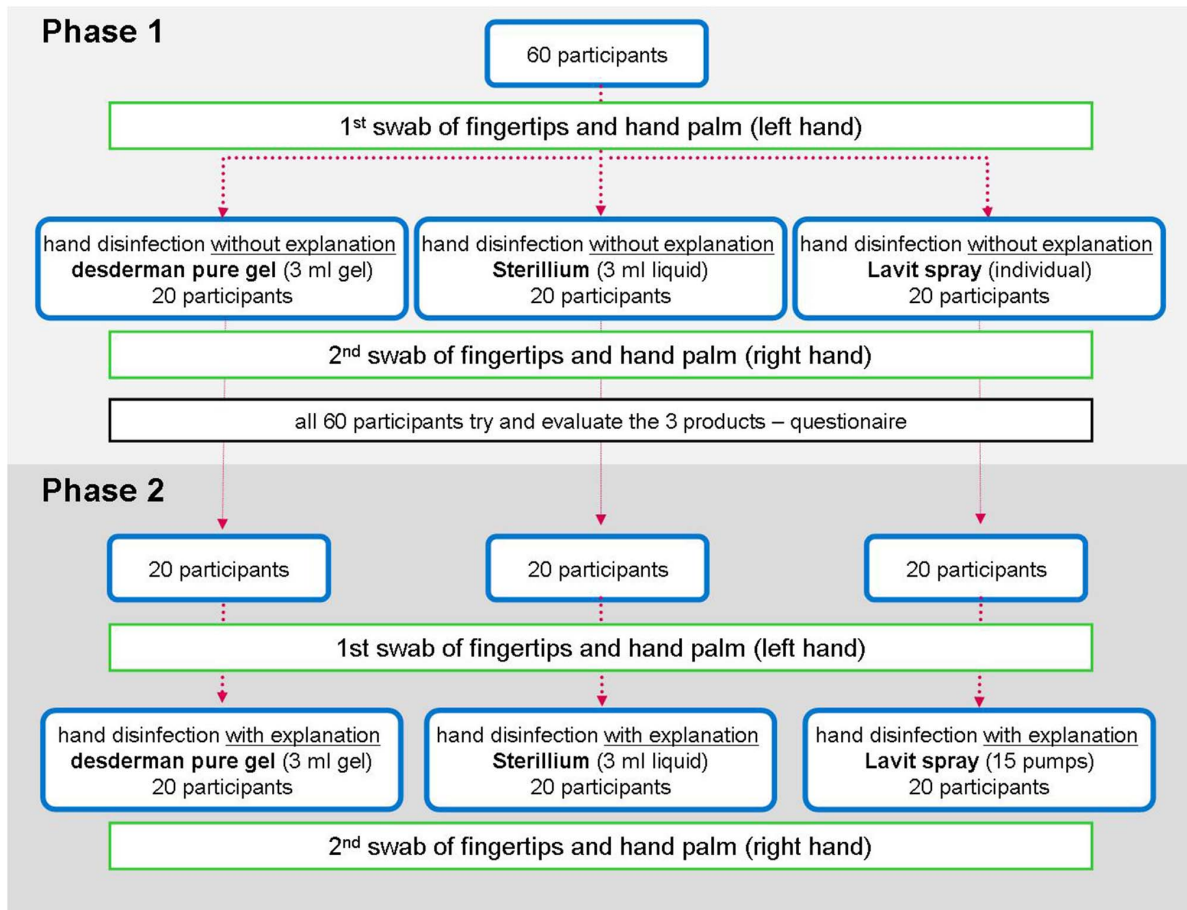 Phase 1
60 participants
1st swab of fingertips and hand palm (left hand)
hand disinfection without explanation
desderman pure gel (3 ml gel)
20 participants
hand disinfection without explanation
Sterillium (3 ml liquid)
20 participants
hand disinfection without explanation
Lavit spray (individual)
20 participants
2nd swab of fingertips and hand palm (right hand)
all 60 participants try and evaluate the 3 products – questionaire
Phase 2
20 participants
20 participants
20 participants
1st swab of fingertips and hand palm (left hand)
hand disinfection with explanation
desderman pure gel (3 ml gel)
20 participants
hand disinfection with explanation
Sterillium (3 ml liquid)
20 participants
hand disinfection with explanation
Lavit spray (15 pumps)
20 participants
2nd swab of fingertips and hand palm (right hand)